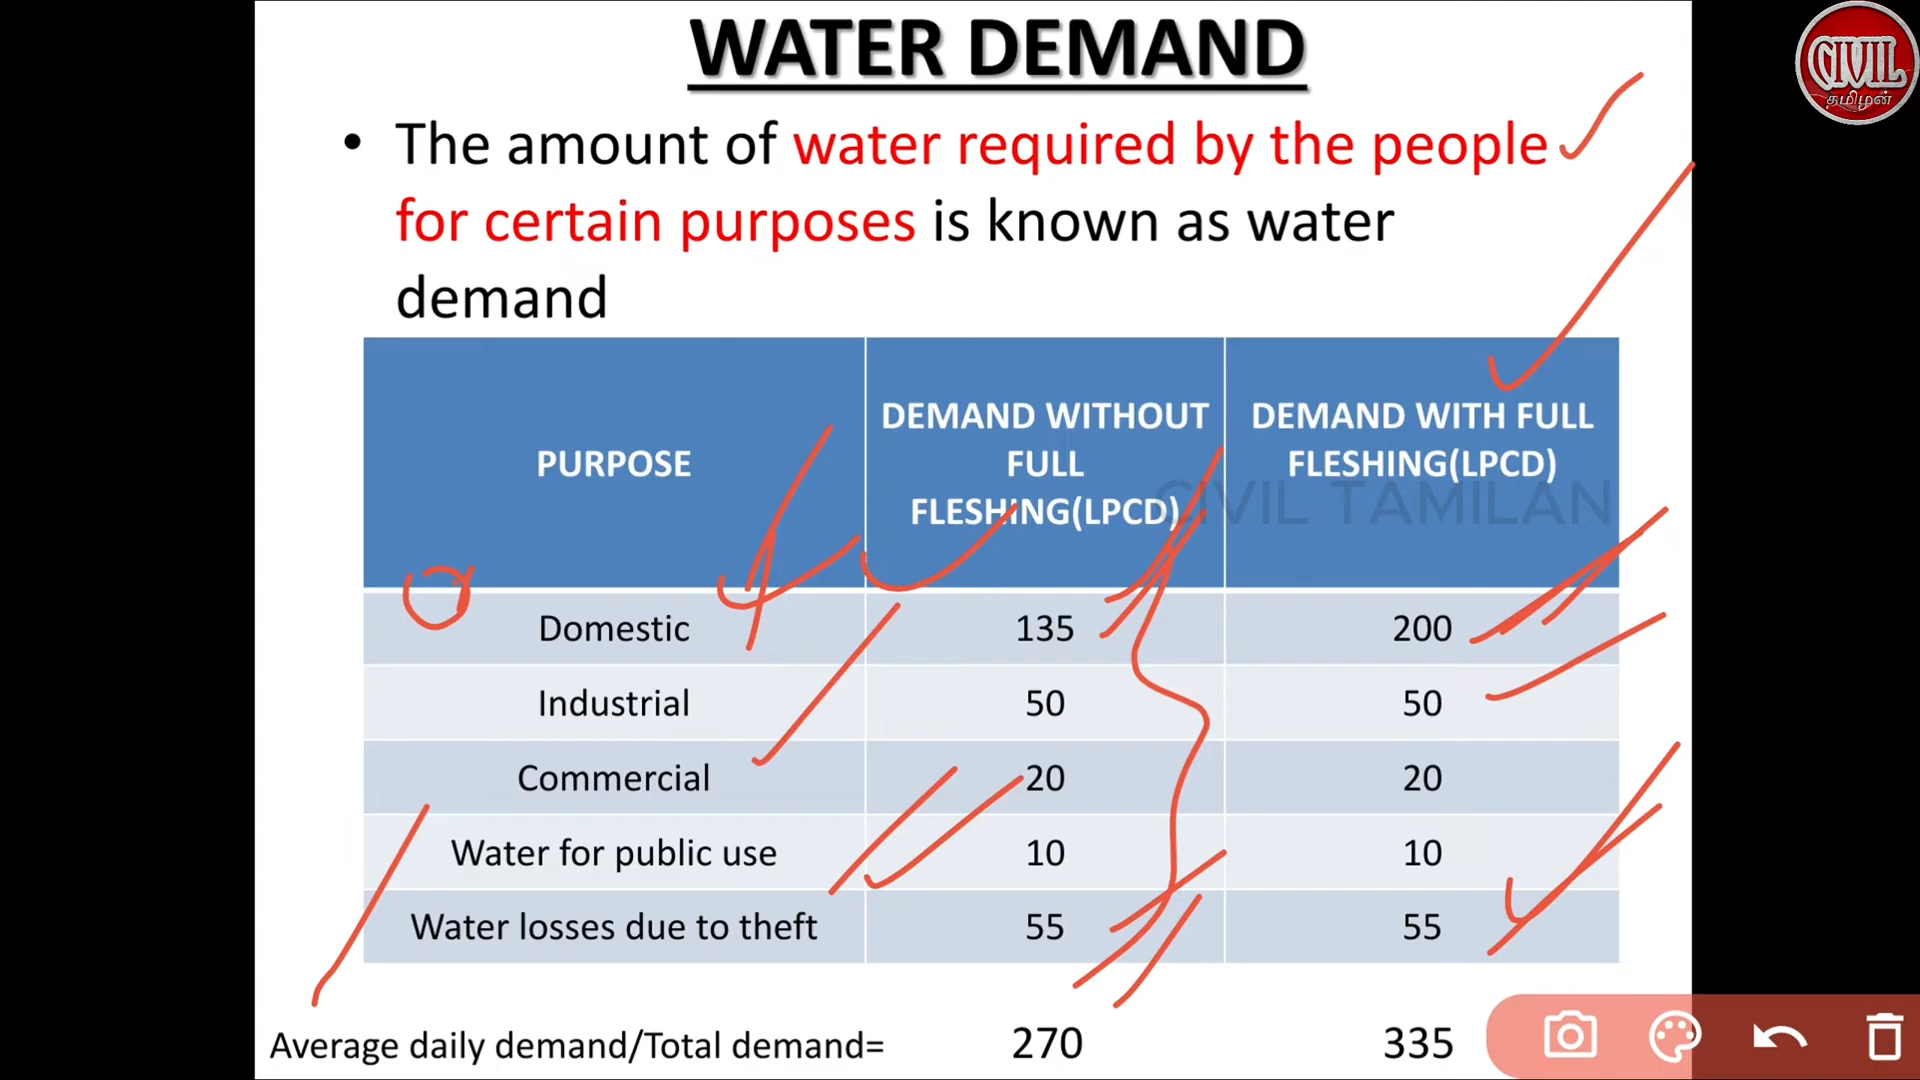 WATER DEMAND
CIVIL
தமிழன்
• The amount of water required by the people
for certain purposes is known as water
demand
PURPOSE
DEMAND WITHOUT
FULL
FLESHING(LPCD)
DEMAND WITH FULL
FLESHING(LPCD)
CIVIL TAMILAN
Domestic 135 200
Industrial 50 50
Commercial 20 20
Water for public use 10 10
Water losses due to theft 55 55
Average daily demand/Total demand= 270 335